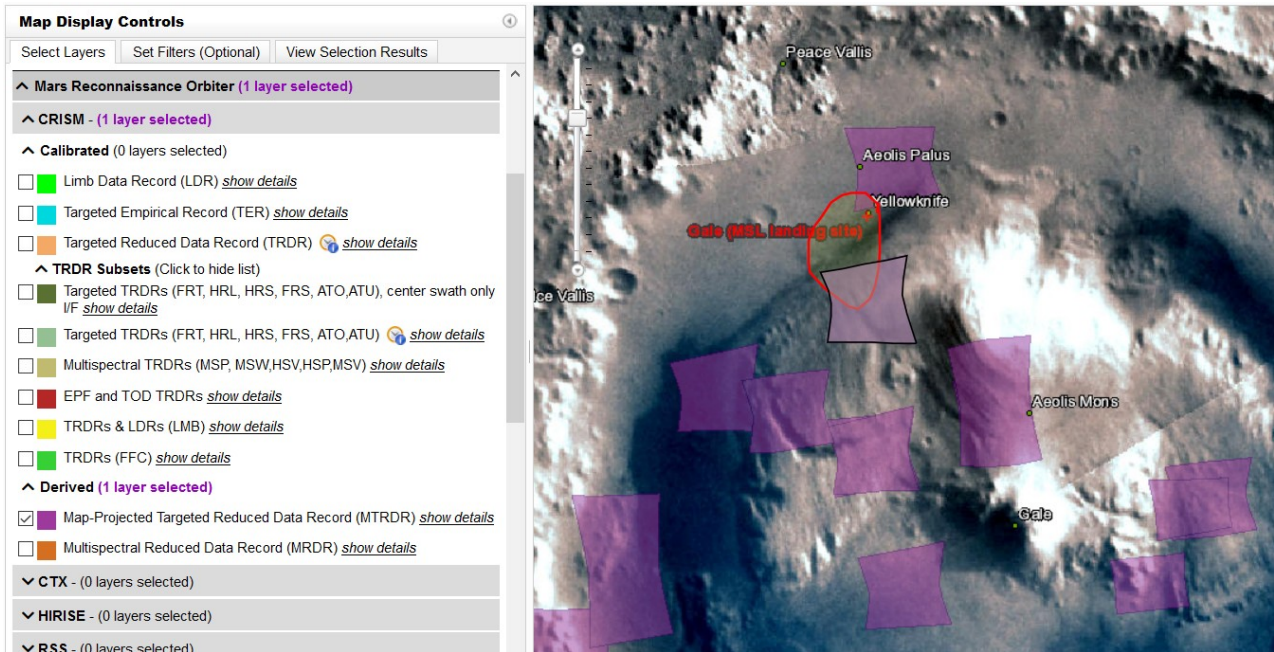 Map Display Controls
Select Layers
Set Filters (Optional)
View Selection Results
Mars Reconnaissance Orbiter (1 layer selected)
CRISM - (1 layer selected)
Calibrated (0 layers selected)
Limb Data Record (LDR) show details
Targeted Empirical Record (TER) show details
Targeted Reduced Data Record (TRDR) show details
TRDR Subsets (Click to hide list)
Targeted TRDRs (FRT, HRL, HRS, FRS, ATO,ATU), center swath only
I/F show details
Targeted TRDRs (FRT, HRL, HRS, FRS, ATO,ATU) show details
Multispectral TRDRs (MSP, MSW,HSV,HSP,MSV) show details
EPF and TOD TRDRs show details
TRDRs & LDRs (LMB) show details
TRDRs (FFC) show details
Derived (1 layer selected)
Map-Projected Targeted Reduced Data Record (MTRDR) show details
Multispectral Reduced Data Record (MRDR) show details
CTX - (0 layers selected)
HIRISE - (0 layers selected)
RSS - (0 layers selected)
Peace Vallis
Aeolis Palus
Yellowknife
Gale (MSL landing site)
ce Vallis
Aeolis Mons
Gale